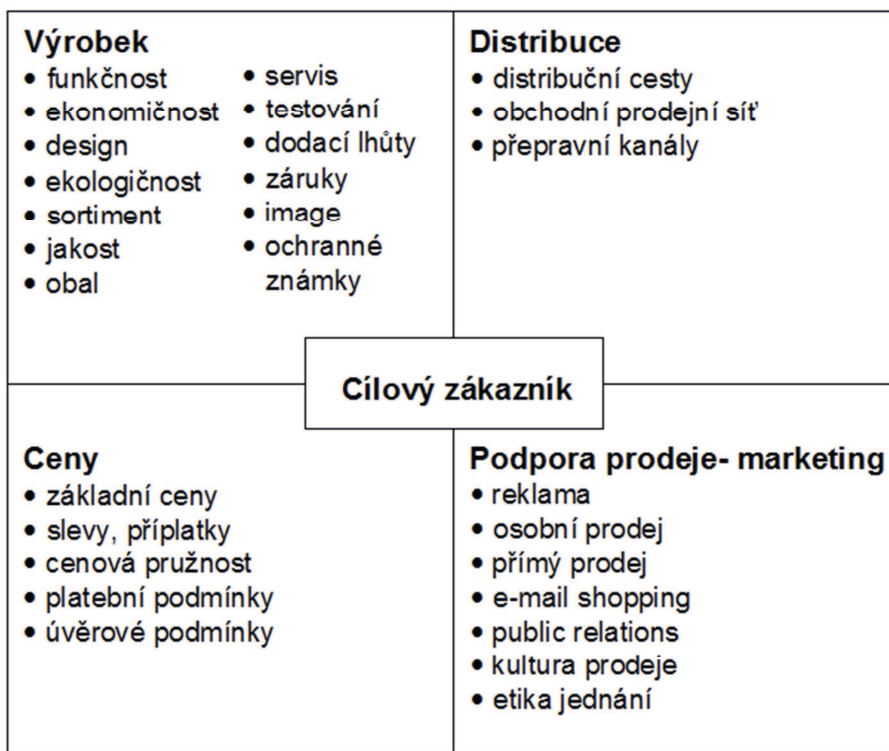 Výrobek
• funkčnost
• ekonomičnost
• design
• ekologičnost
• sortiment
• jakost
• obal
• servis
• testování
• dodací lhůty
• záruky
• image
• ochranné
známky
Distribuce
• distribuční cesty
• obchodní prodejní síť
• přepravní kanály
Cílový zákazník
Ceny
• základní ceny
• slevy, příplatky
• cenová pružnost
• platební podmínky
• úvěrové podmínky
Podpora prodeje- marketing
• reklama
• osobní prodej
• přímý prodej
• e-mail shopping
• public relations
• kultura prodeje
• etika jednání